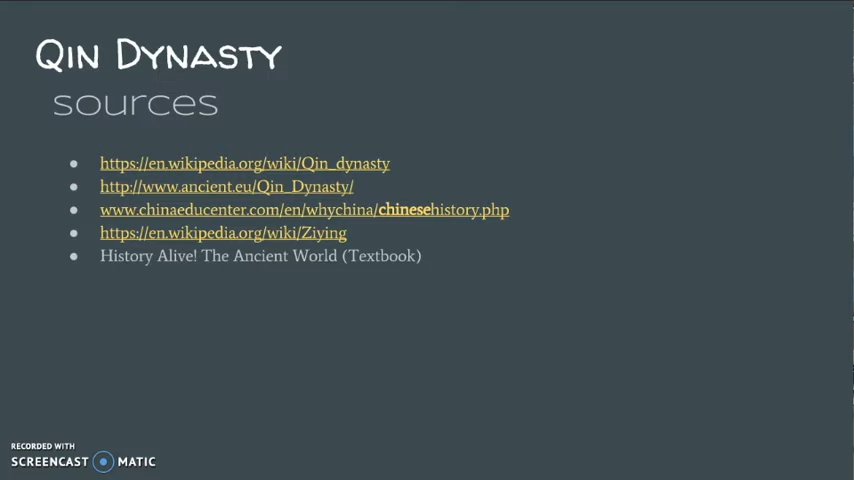 Qin Dynasty
sources
https://en.wikipedia.org/wiki/Qin_dynasty
http://www.ancient.eu/Qin_Dynasty/
www.chinaeducenter.com/en/whychina/chinesehistory.php
https://en.wikipedia.org/wiki/Ziying
History Alive! The Ancient World (Textbook)
RECORDED WITH
SCREENCAST MATIC